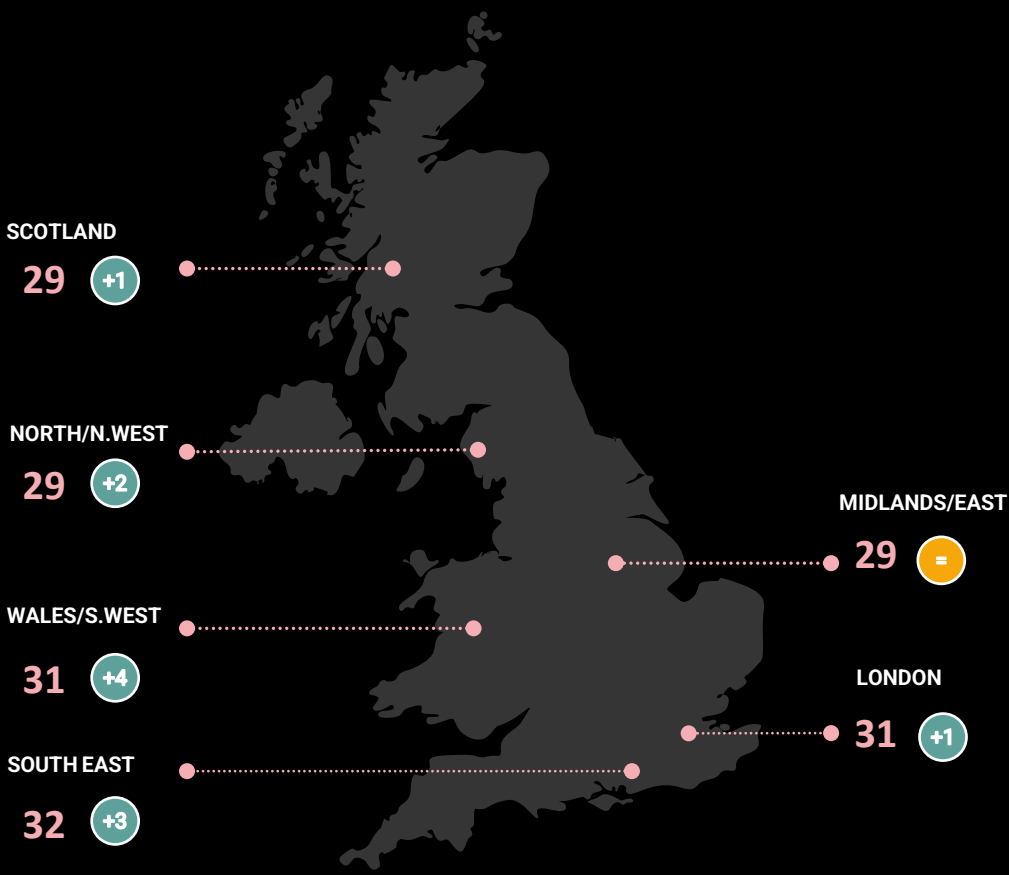 SCOTLAND
29 +1
NORTH/N.WEST
29 +2
WALES/S.WEST
31 +4
SOUTH EAST
32 +3
MIDLANDS/EAST
29 =
LONDON
31 +1